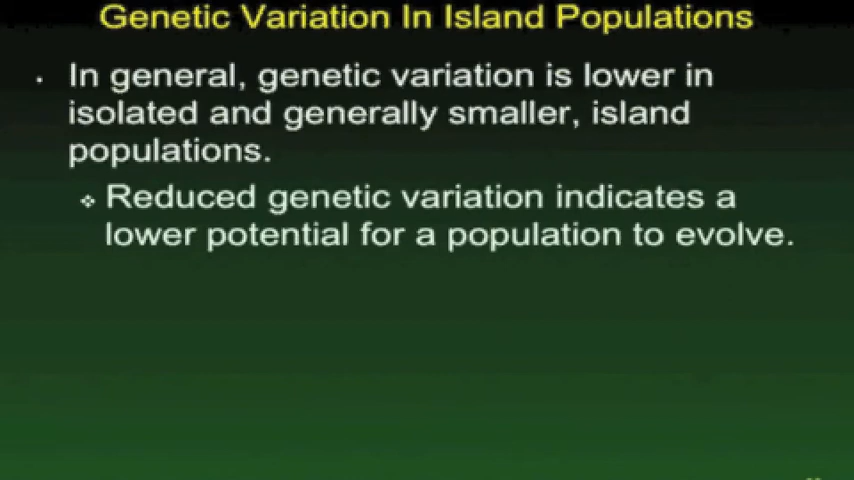 Genetic Variation In Island Populations
· In general, genetic variation is lower in
isolated and generally smaller, island
populations.
❖ Reduced genetic variation indicates a
lower potential for a population to evolve.